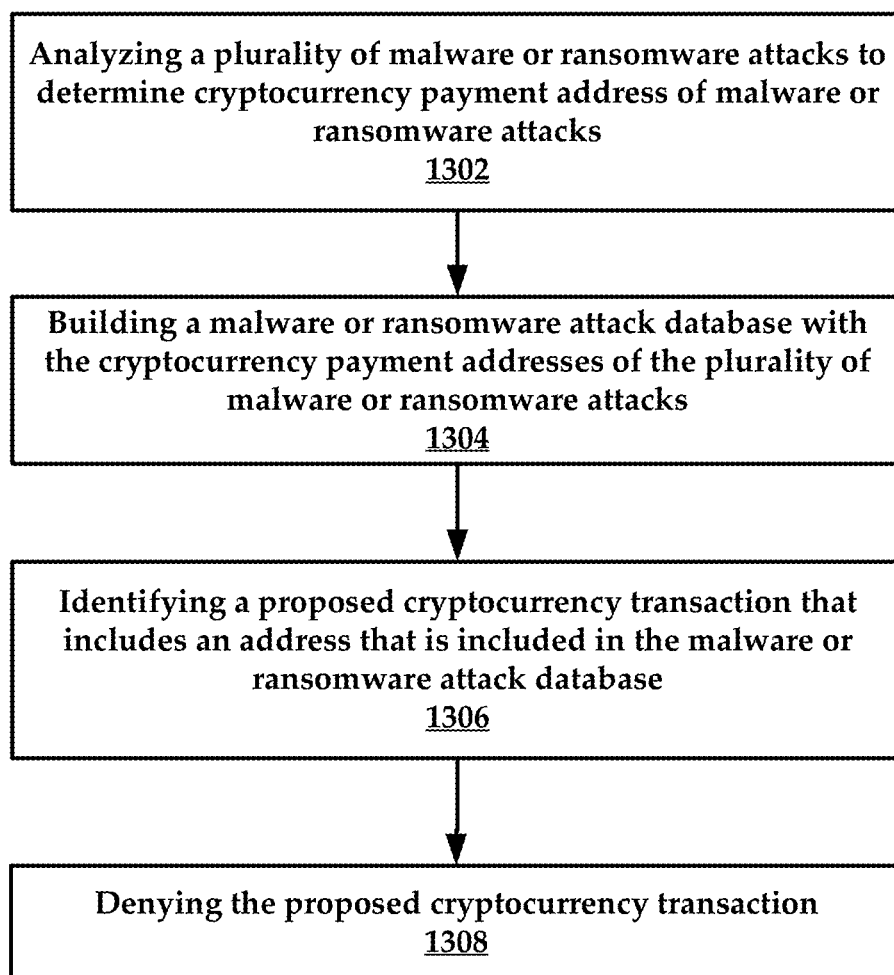 Analyzing a plurality of malware or ransomware attacks to
determine cryptocurrency payment address of malware or
ransomware attacks
1302
Building a malware or ransomware attack database with
the cryptocurrency payment addresses of the plurality of
malware or ransomware attacks
1304
Identifying a proposed cryptocurrency transaction that
includes an address that is included in the malware or
ransomware attack database
1306
Denying the proposed cryptocurrency transaction
1308